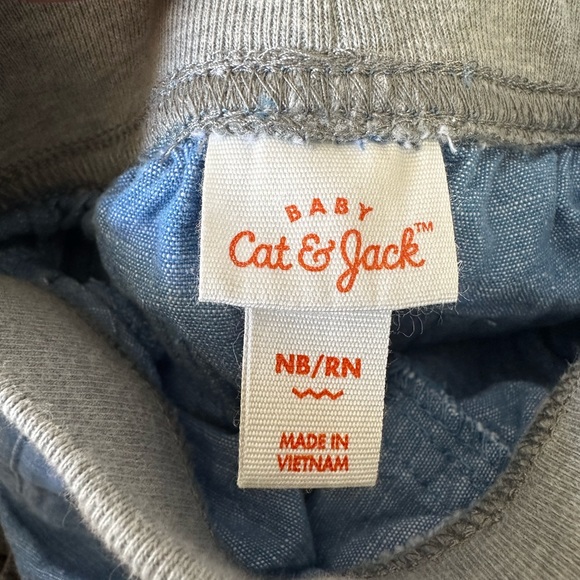 BABY
Cat & Jack™
NB/RN
MADE IN
VIETNAM